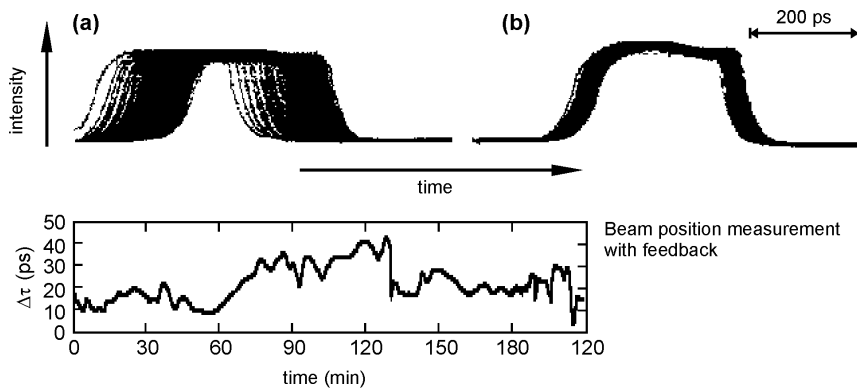 (a)
(b)
200 ps
intensity
time
50
40
30
20
10
0
Δτ (ps)
0 30 60 90 120 150 180 120
time (min)
Beam position measurement
with feedback